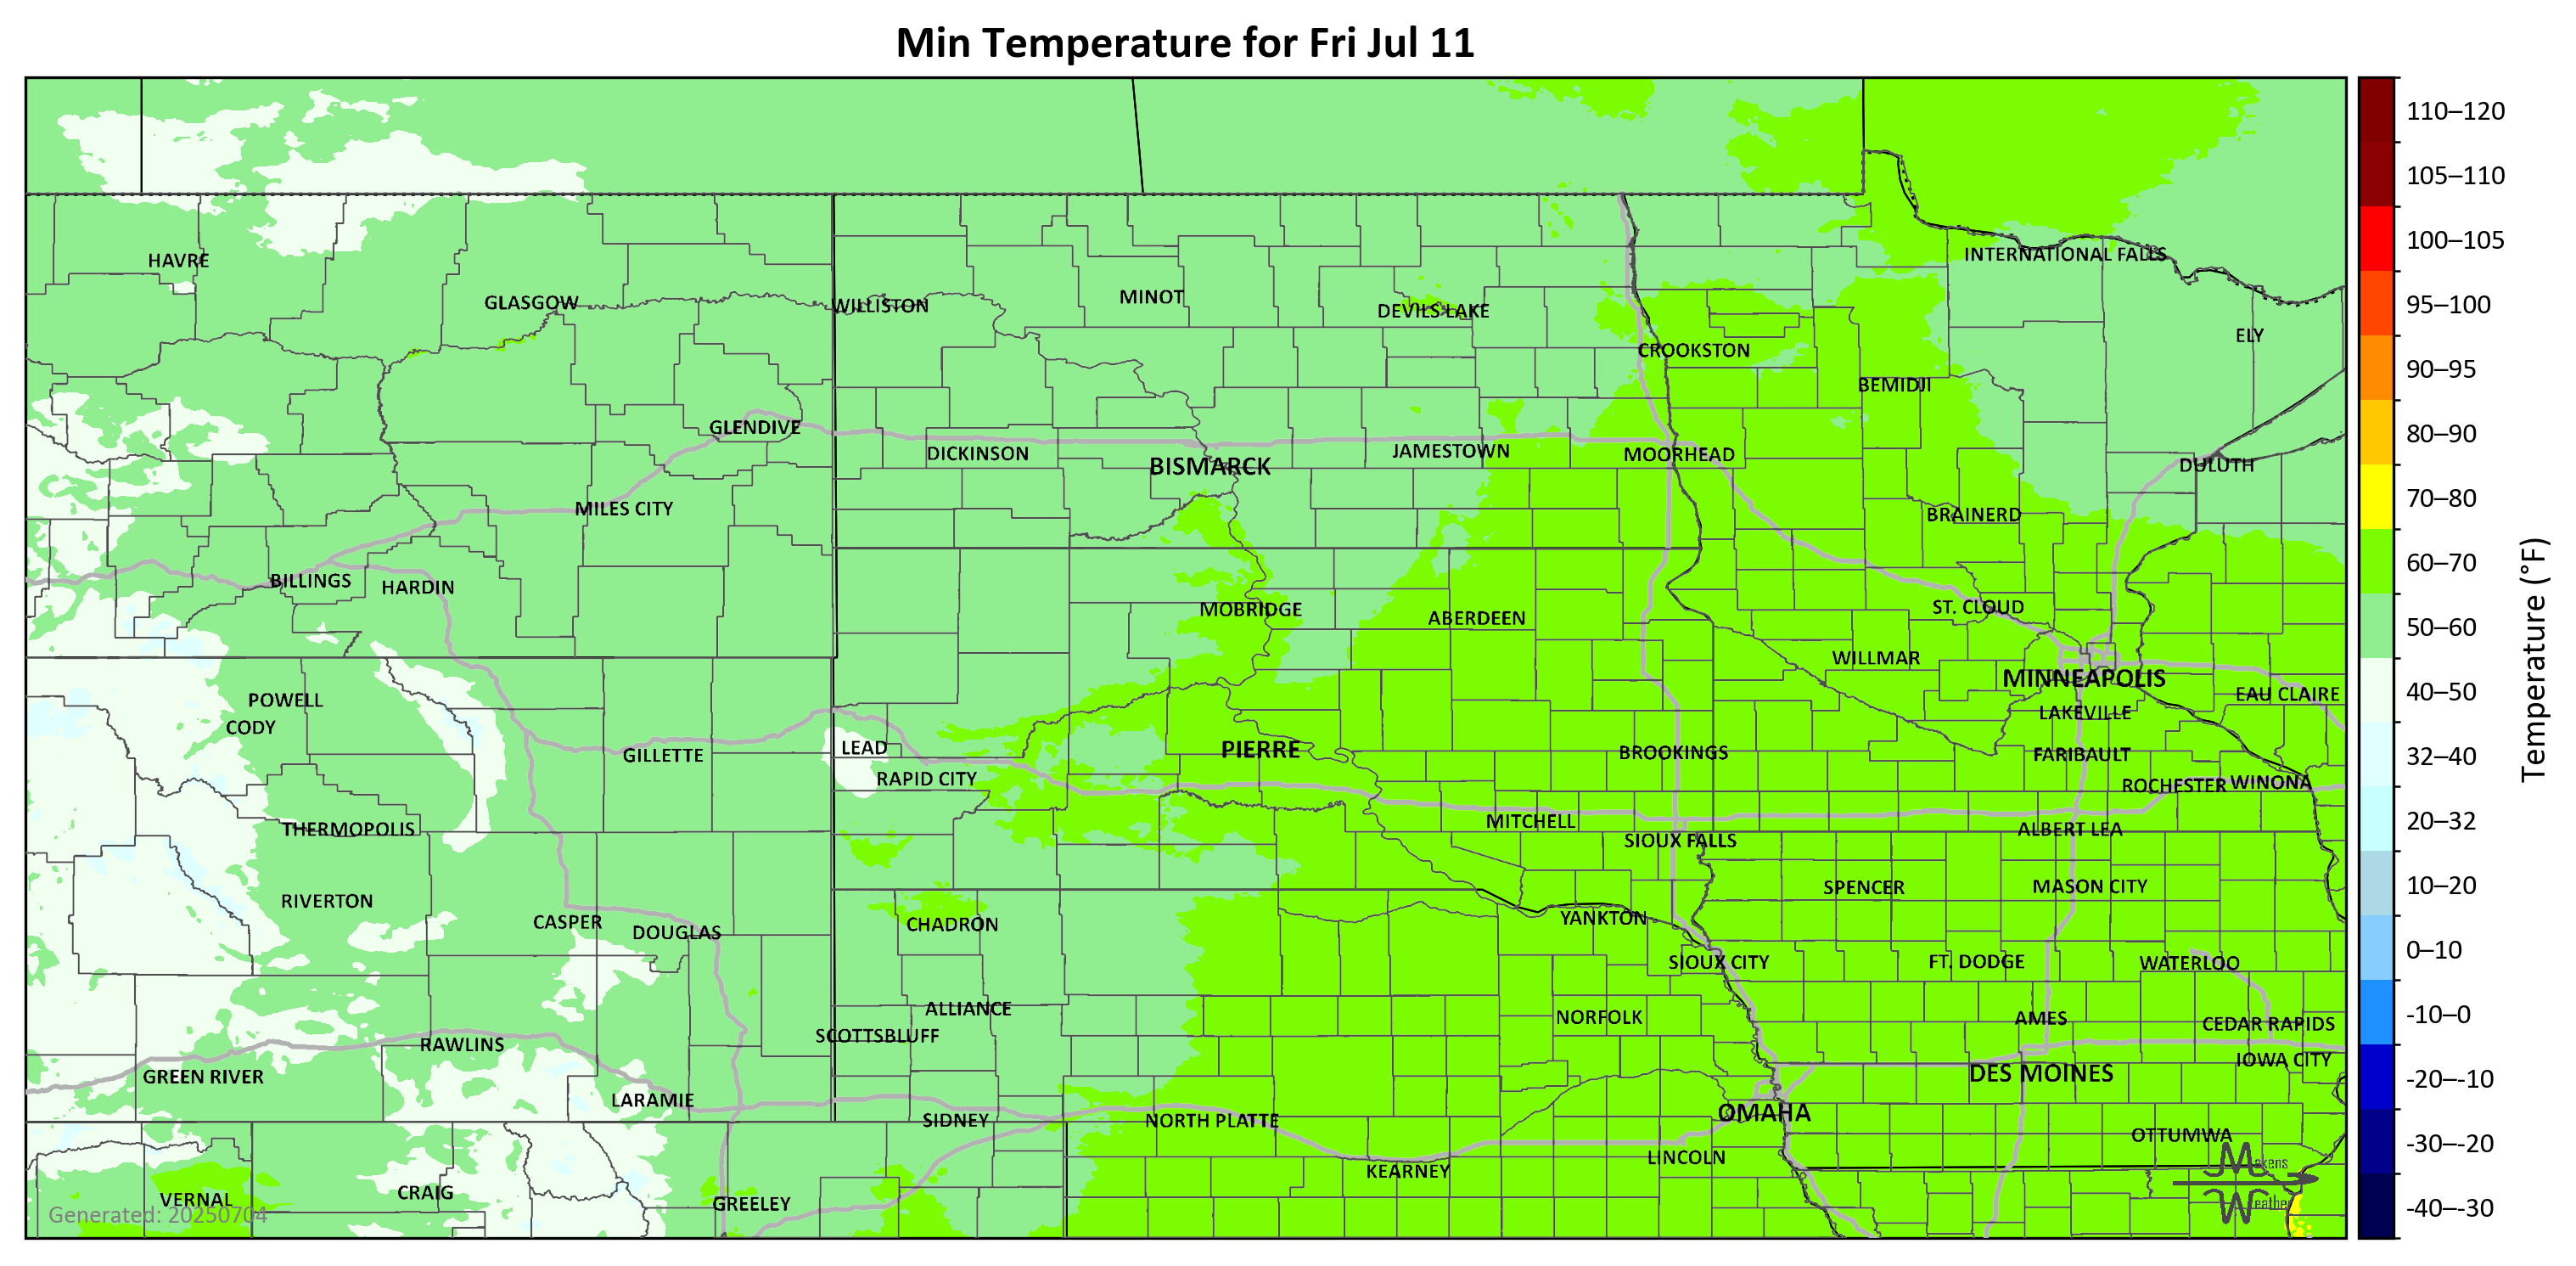 Min Temperature for Fri Jul 11
110–120
105–110
100–105
95–100
90–95
80–90
70–80
60–70
50–60
40–50
32–40
20–32
10–20
0–10
-10–0
-20–-10
-30–-20
-40–-30
Temperature (°F)
HAVRE
INTERNATIONAL FALLS
GLASGOW
WILLISTON
MINOT
DEVILS LAKE
ELY
CROOKSTON
BEMIDJI
GLENDIVE
DICKINSON
BISMARCK
JAMESTOWN
MOORHEAD
DULUTH
MILES CITY
BRAINERD
BILLINGS
HARDIN
MOBRIDGE
ABERDEEN
ST. CLOUD
WILLMAR
MINNEAPOLIS
EAU CLAIRE
POWELL
CODY
LAKEVILLE
GILLETTE
LEAD
PIERRE
BROOKINGS
FARIBAULT
RAPID CITY
ROCHESTER
WINONA
THERMOPOLIS
MITCHELL
SIOUX FALLS
ALBERT LEA
RIVERTON
SPENCER
MASON CITY
CASPER
DOUGLAS
CHADRON
YANKTON
SIOUX CITY
FT. DODGE
WATERLOO
ALLIANCE
SCOTTSBLUFF
NORFOLK
AMES
CEDAR RAPIDS
RAWLINS
IOWA CITY
GREEN RIVER
DES MOINES
LARAMIE
SIDNEY
NORTH PLATTE
OMAHA
OTTUMWA
LINCOLN
KEARNEY
VERNAL
CRAIG
GREELEY
Makens
Weather
Generated: 20250704